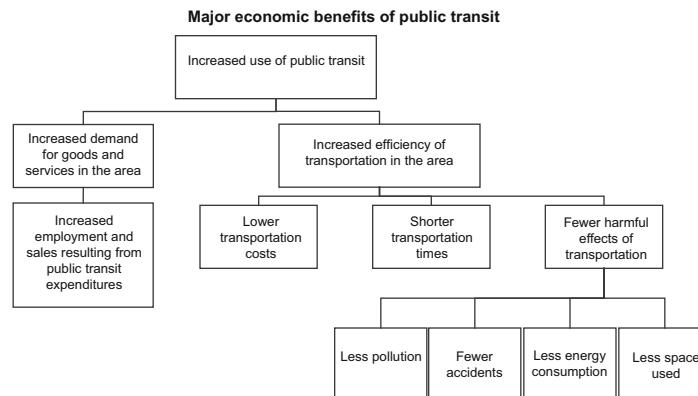 Major economic benefits of public transit
Increased use of public transit
Increased demand
for goods and
services in the area
Increased efficiency of
transportation in the area
Increased
employment and
sales resulting from
public transit
expenditures
Lower
transportation
costs
Shorter
transportation
times
Fewer harmful
effects of
transportation
Less pollution
Fewer
accidents
Less energy
consumption
Less space
used